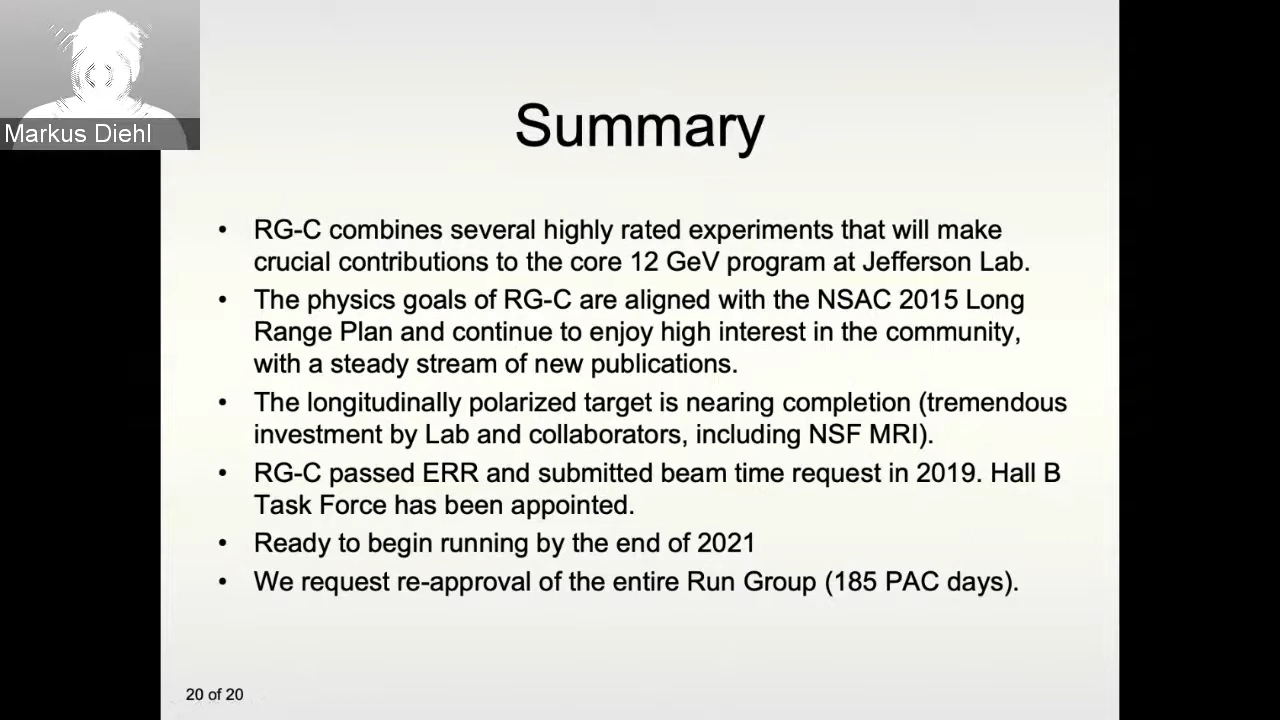 Markus Diehl
Summary
• RG-C combines several highly rated experiments that will make
crucial contributions to the core 12 GeV program at Jefferson Lab.
• The physics goals of RG-C are aligned with the NSAC 2015 Long
Range Plan and continue to enjoy high interest in the community,
with a steady stream of new publications.
• The longitudinally polarized target is nearing completion (tremendous
investment by Lab and collaborators, including NSF MRI).
• RG-C passed ERR and submitted beam time request in 2019. Hall B
Task Force has been appointed.
• Ready to begin running by the end of 2021
• We request re-approval of the entire Run Group (185 PAC days).
20 of 20